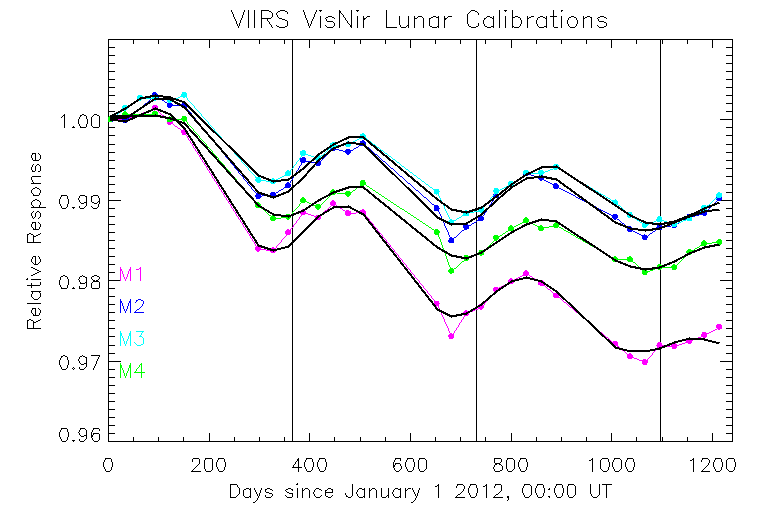 VIIRS VisNir Lunar Calibrations
1.00
0.99
0.98
0.97
0.96
Relative Response
M1
M2
M3
M4
0 200 400 600 800 1000 1200
Days since January 1 2012, 00:00 UT